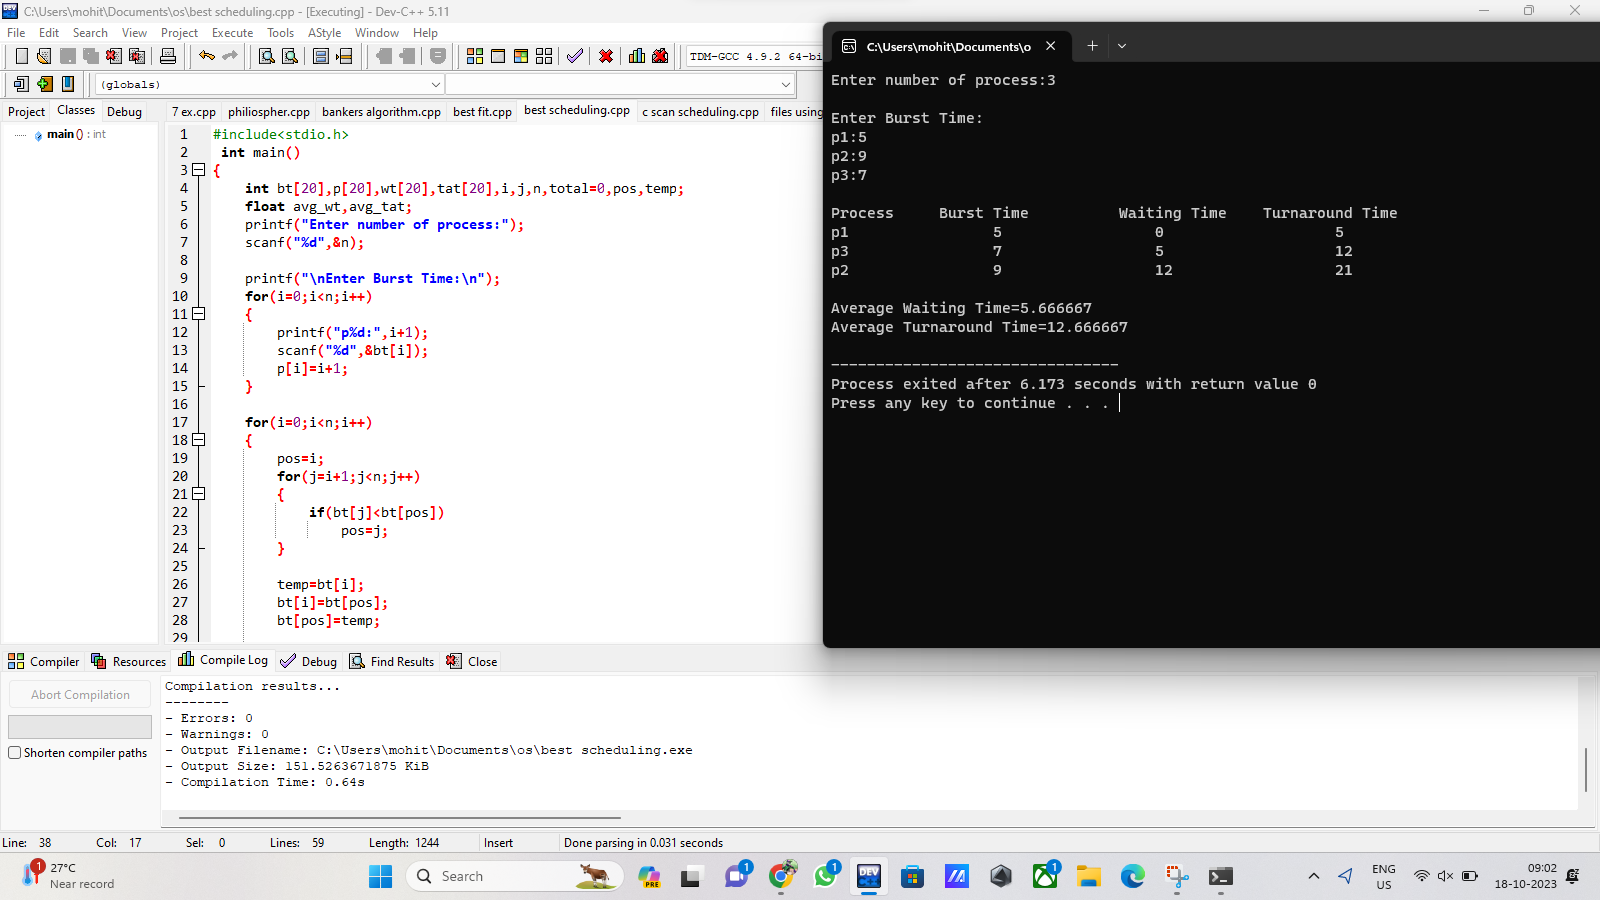 C:\Users\mohit\Documents\os\best scheduling.cpp - [Executing] - Dev-C++ 5.11
File Edit Search View Project Execute Tools AStyle Window Help
TDM-GCC 4.9.2 64-bi
(globals)
Project Classes Debug
7 ex.cpp philiospher.cpp bankers algorithm.cpp best fit.cpp best scheduling.cpp c scan scheduling.cpp files using
main () : int
1 #include<stdio.h>
2 int main()
3 {
4 int bt[20],p[20],wt[20],tat[20],i,j,n,total=0,pos,temp;
5 float avg_wt,avg_tat;
6 printf("Enter number of process:");
7 scanf("%d",&n);
8
9 printf("\nEnter Burst Time:\n");
10 for(i=0;i<n;i++)
11 {
12 printf("p%d:",i+1);
13 scanf("%d",&bt[i]);
14 p[i]=i+1;
15 }
16
17 for(i=0;i<n;i++)
18 {
19 pos=i;
20 for(j=i+1;j<n;j++)
21 {
22 if(bt[j]<bt[pos])
23 pos=j;
24 }
25
26 temp=bt[i];
27 bt[i]=bt[pos];
28 bt[pos]=temp;
29
C:\Users\mohit\Documents\o
Enter number of process:3
Enter Burst Time:
p1:5
p2:9
p3:7
Process Burst Time Waiting Time Turnaround Time
p1 5 0 5
p3 7 5 12
p2 9 12 21
Average Waiting Time=5.666667
Average Turnaround Time=12.666667
--------------------------------
Process exited after 6.173 seconds with return value 0
Press any key to continue . . .
Compiler Resources Compile Log Debug Find Results Close
Abort Compilation
Shorten compiler paths
Compilation results...
--------
- Errors: 0
- Warnings: 0
- Output Filename: C:\Users\mohit\Documents\os\best scheduling.exe
- Output Size: 151.5263671875 KiB
- Compilation Time: 0.64s
Line: 38 Col: 17 Sel: 0 Lines: 59 Length: 1244 Insert Done parsing in 0.031 seconds
1
27°C
Near record
Search
PRE
1
1
DEV
1
ENG
US
09:02
18-10-2023